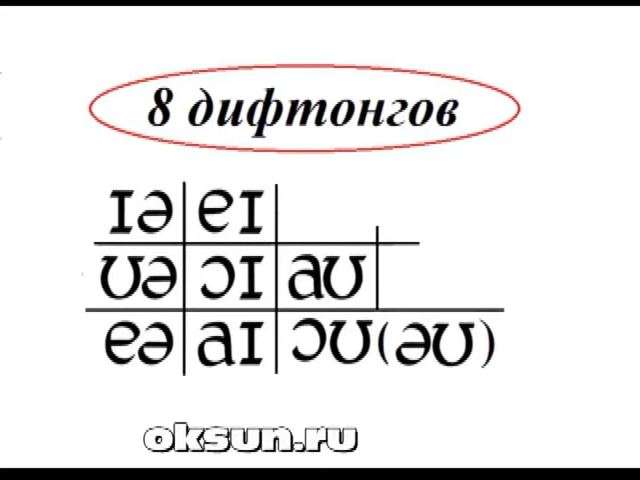 8 дифтонгов
ɪə eɪ
ʊə ɔɪ aʊ
eə aɪ ɔʊ(əʊ)
oksun.ru